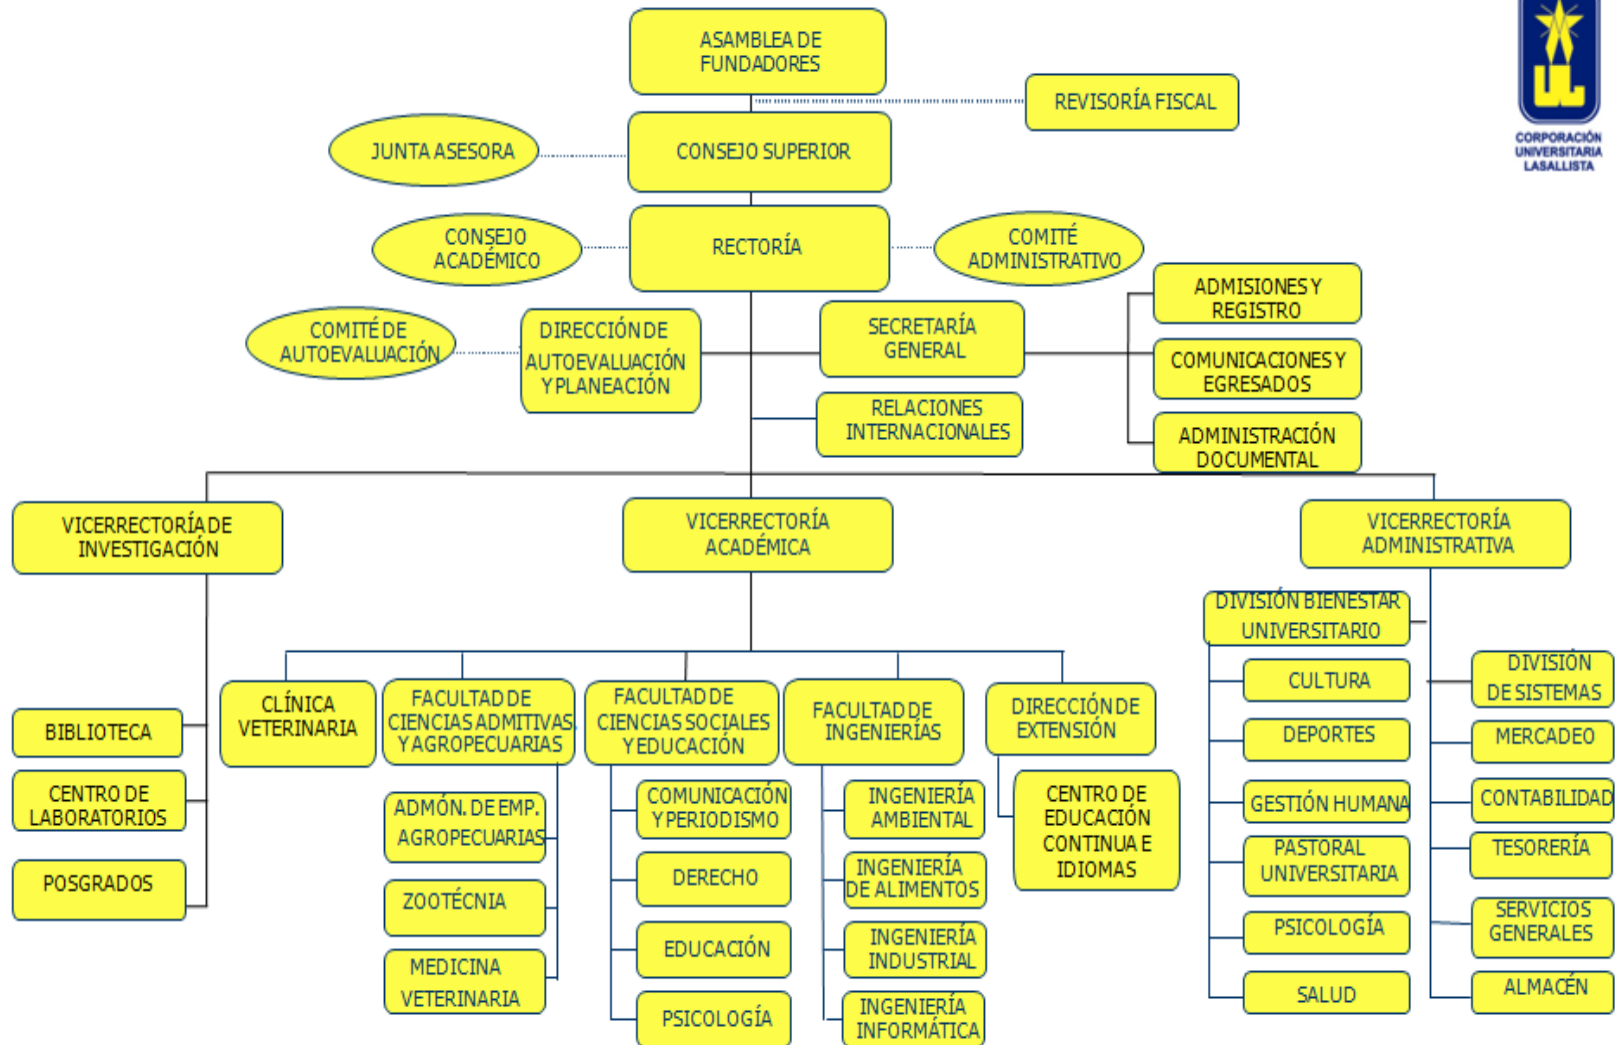 ASAMBLEA DE
FUNDADORES
REVISORÍA FISCAL
CORPORACIÓN
UNIVERSITARIA
LASALLISTA
JUNTA ASESORA
CONSEJO SUPERIOR
CONSEJO
ACADÉMICO
RECTORÍA
COMITÉ
ADMINISTRATIVO
COMITÉ DE
AUTOEVALUACIÓN
DIRECCIÓN DE
AUTOEVALUACIÓN
Y PLANEACIÓN
SECRETARÍA
GENERAL
ADMISIONES Y
REGISTRO
COMUNICACIONES Y
EGRESADOS
ADMINISTRACIÓN
DOCUMENTAL
RELACIONES
INTERNACIONALES
VICERRECTORÍA DE
INVESTIGACIÓN
VICERRECTORÍA
ACADÉMICA
VICERRECTORÍA
ADMINISTRATIVA
BIBLIOTECA
CENTRO DE
LABORATORIOS
POSGRADOS
CLÍNICA
VETERINARIA
FACULTAD DE
CIENCIAS ADMITIVAS.
Y AGROPECUARIAS
ADMÓN. DE EMP.
AGROPECUARIAS
ZOOTÉCNIA
MEDICINA
VETERINARIA
FACULTAD DE
CIENCIAS SOCIALES
Y EDUCACIÓN
COMUNICACIÓN
Y PERIODISMO
DERECHO
EDUCACIÓN
PSICOLOGÍA
FACULTAD DE
INGENIERÍAS
INGENIERÍA
AMBIENTAL
INGENIERÍA
DE ALIMENTOS
INGENIERÍA
INDUSTRIAL
INGENIERÍA
INFORMÁTICA
DIRECCIÓN DE
EXTENSIÓN
CENTRO DE
EDUCACIÓN
CONTINUA E
IDIOMAS
DIVISIÓN BIENESTAR
UNIVERSITARIO
CULTURA
DEPORTES
GESTIÓN HUMANA
PASTORAL
UNIVERSITARIA
PSICOLOGÍA
SALUD
DIVISIÓN
DE SISTEMAS
MERCADEO
CONTABILIDAD
TESORERÍA
SERVICIOS
GENERALES
ALMACÉN